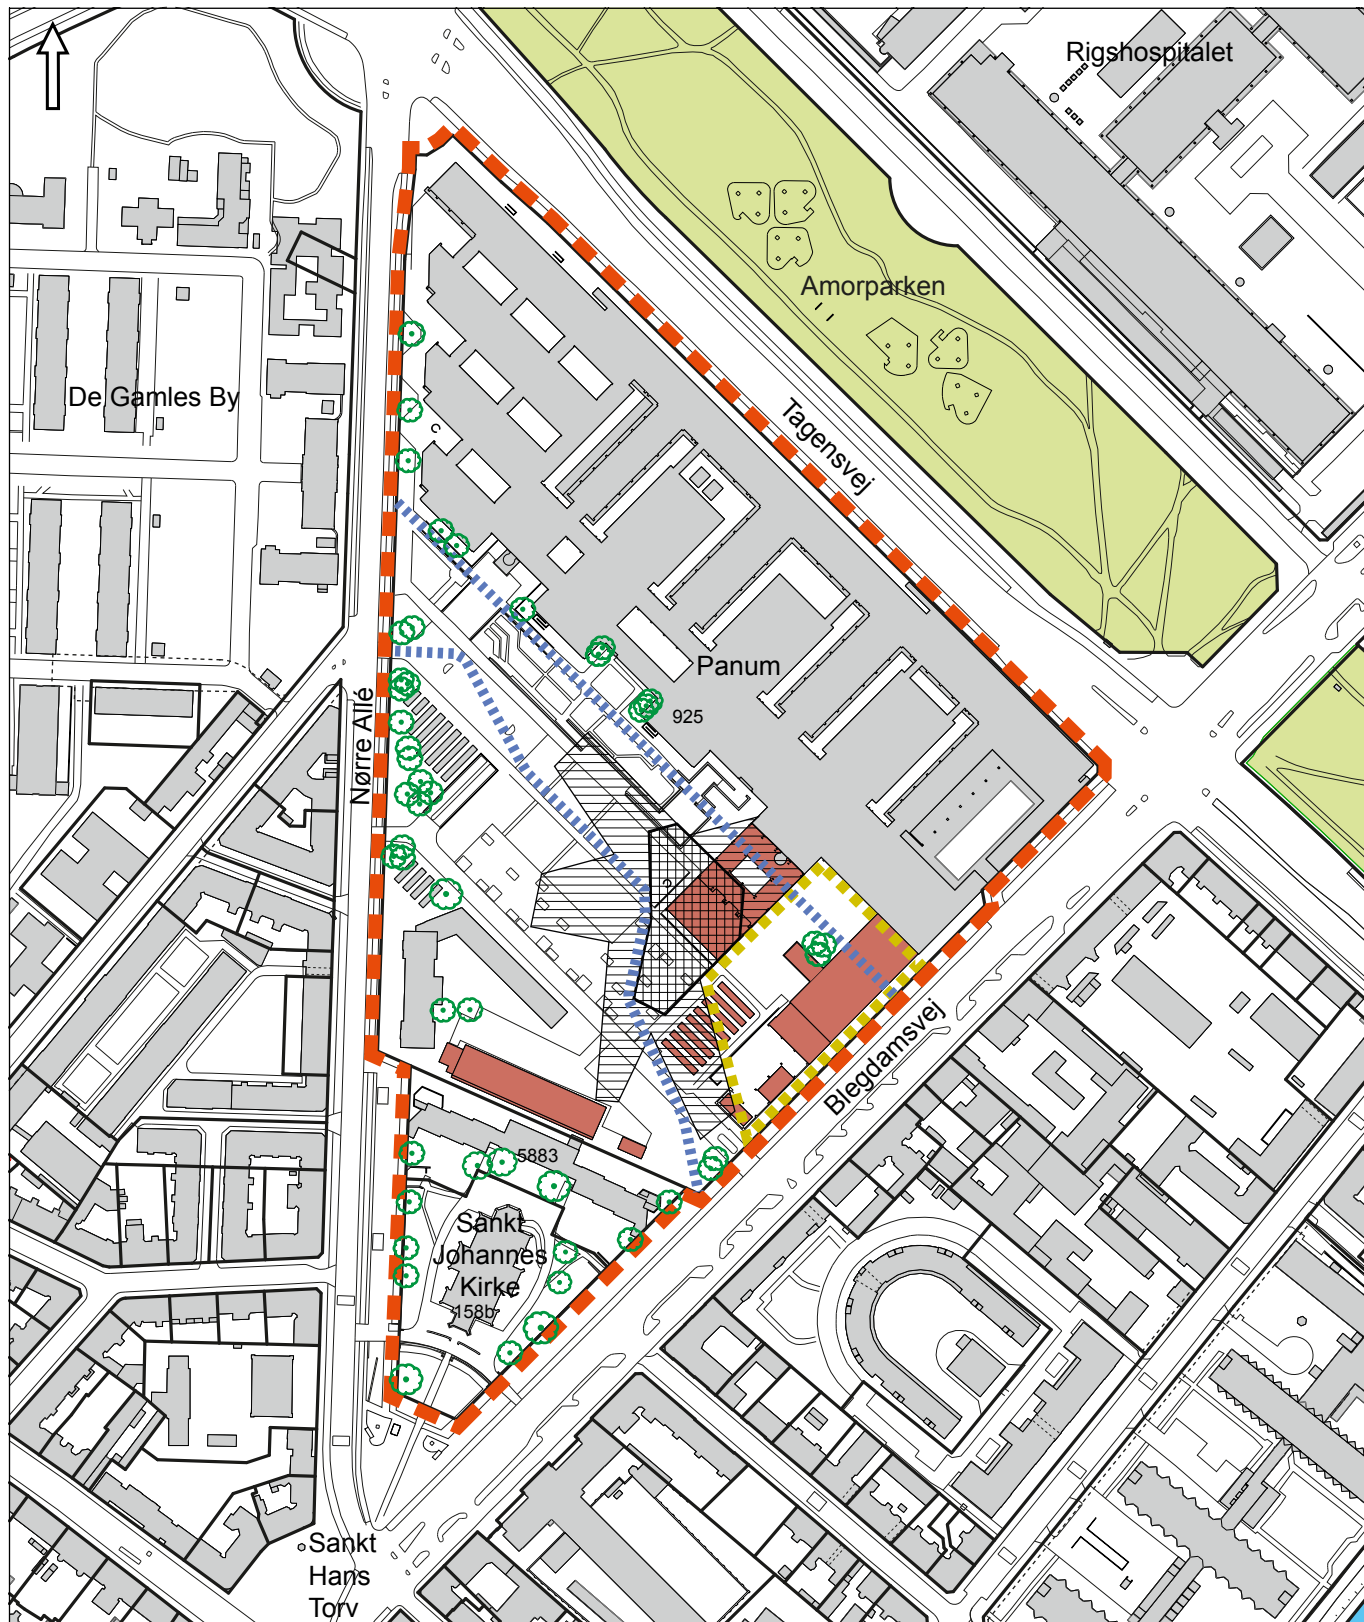 Rigshospitalet
Amorparken
De Gamles By
Tagensvej
Panum
925
Nørre Allé
Blegdamsvej
5883
Sankt
Johannes
Kirke
158b
Sankt
Hans
Torv